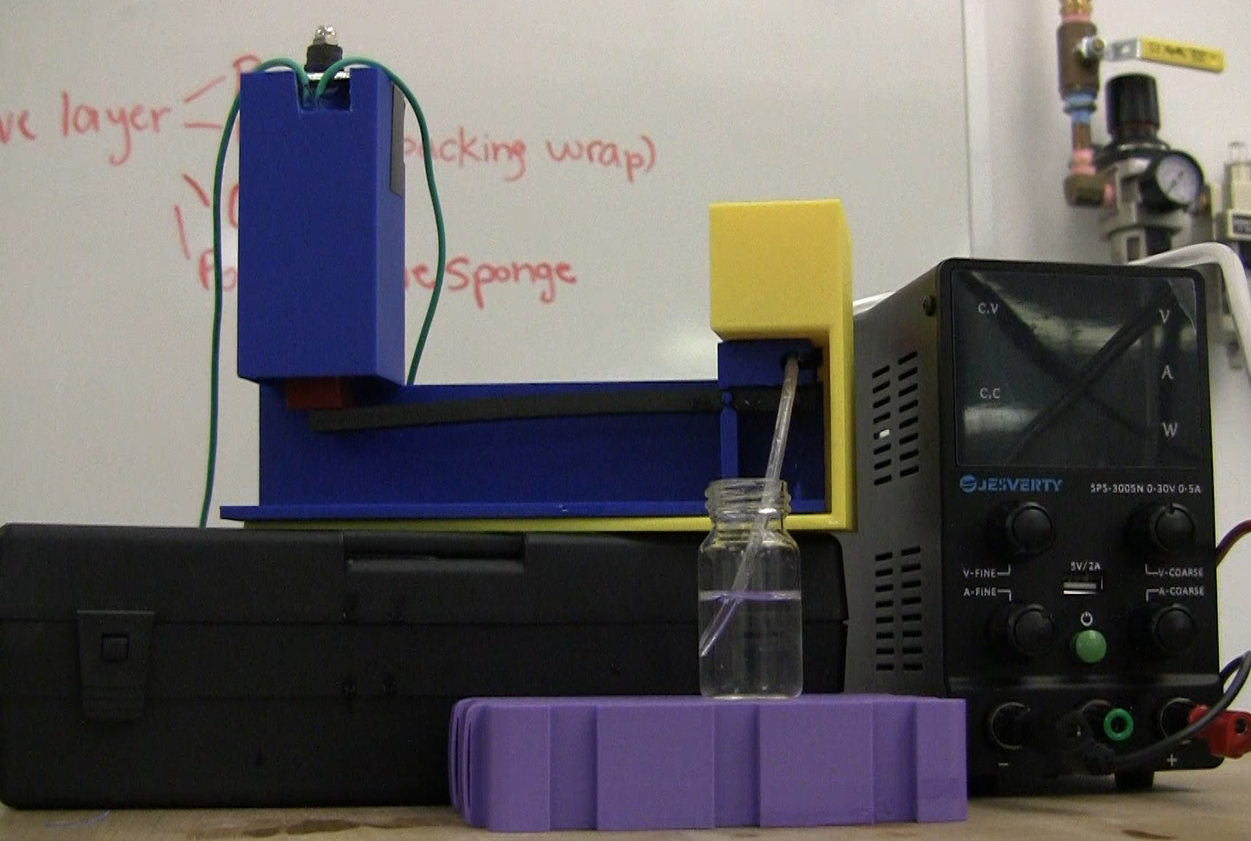 ve layer
packing wrap)
Sponge
C.V
V
A
C.C
W
JESVERTY
SPS-3005N 0-30V 0-5A
V-FINE
5V/2A
V-COARSE
A-FINE
A-COARSE
- +